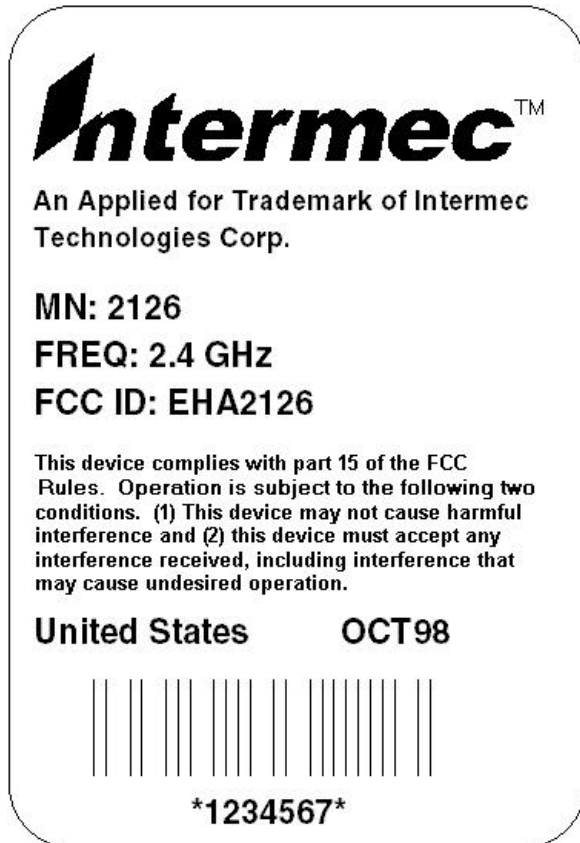 Intermec™
An Applied for Trademark of Intermec
Technologies Corp.
MN: 2126
FREQ: 2.4 GHz
FCC ID: EHA2126
This device complies with part 15 of the FCC
Rules. Operation is subject to the following two
conditions. (1) This device may not cause harmful
interference and (2) this device must accept any
interference received, including interference that
may cause undesired operation.
United States OCT98
*1234567*